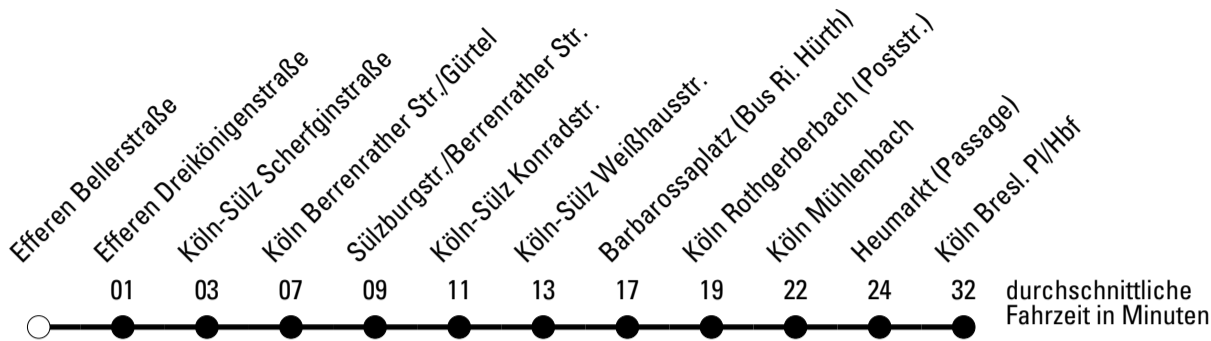 Efferen Bellerstraße
Efferen Dreikönigenstraße
Köln-Sülz Scherfginstraße
Köln Berrenrather Str./Gürtel
Sülzburgstr./Berrenrather Str.
Köln-Sülz Konradstr.
Köln-Sülz Weißhausstr.
Barbarossaplatz (Bus Ri. Hürth)
Köln Rothgerberbach (Poststr.)
Köln Mühlenbach
Heumarkt (Passage)
Köln Bresl. Pl/Hbf
01 03 07 09 11 13 17 19 22 24 32
durchschnittliche
Fahrzeit in Minuten